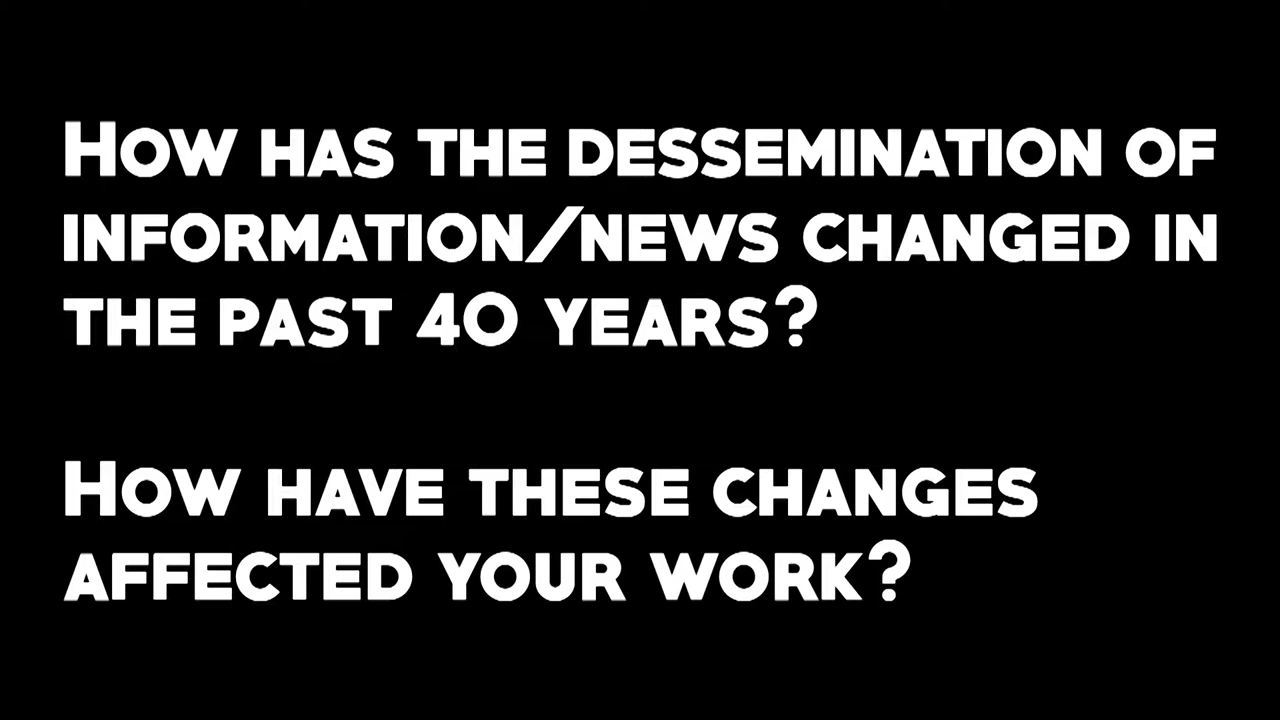 How has the dessemination of
information/news changed in
the past 40 years?
How have these changes
affected your work?